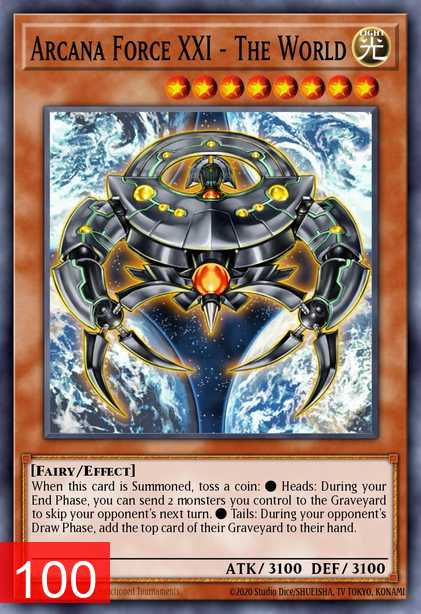 ARCANA FORCE XXI - THE WORLD
LIGHT
光
[FAIRY/EFFECT]
When this card is Summoned, toss a coin: ● Heads: During your
End Phase, you can send 2 monsters you control to the Graveyard
to skip your opponent's next turn. ● Tails: During your opponent's
Draw Phase, add the top card of their Graveyard to their hand.
ATK/ 3100 DEF/ 3100
100
Tournaments
©2020 Studio Dice/SHUEISHA, TV TOKYO, KONAMI